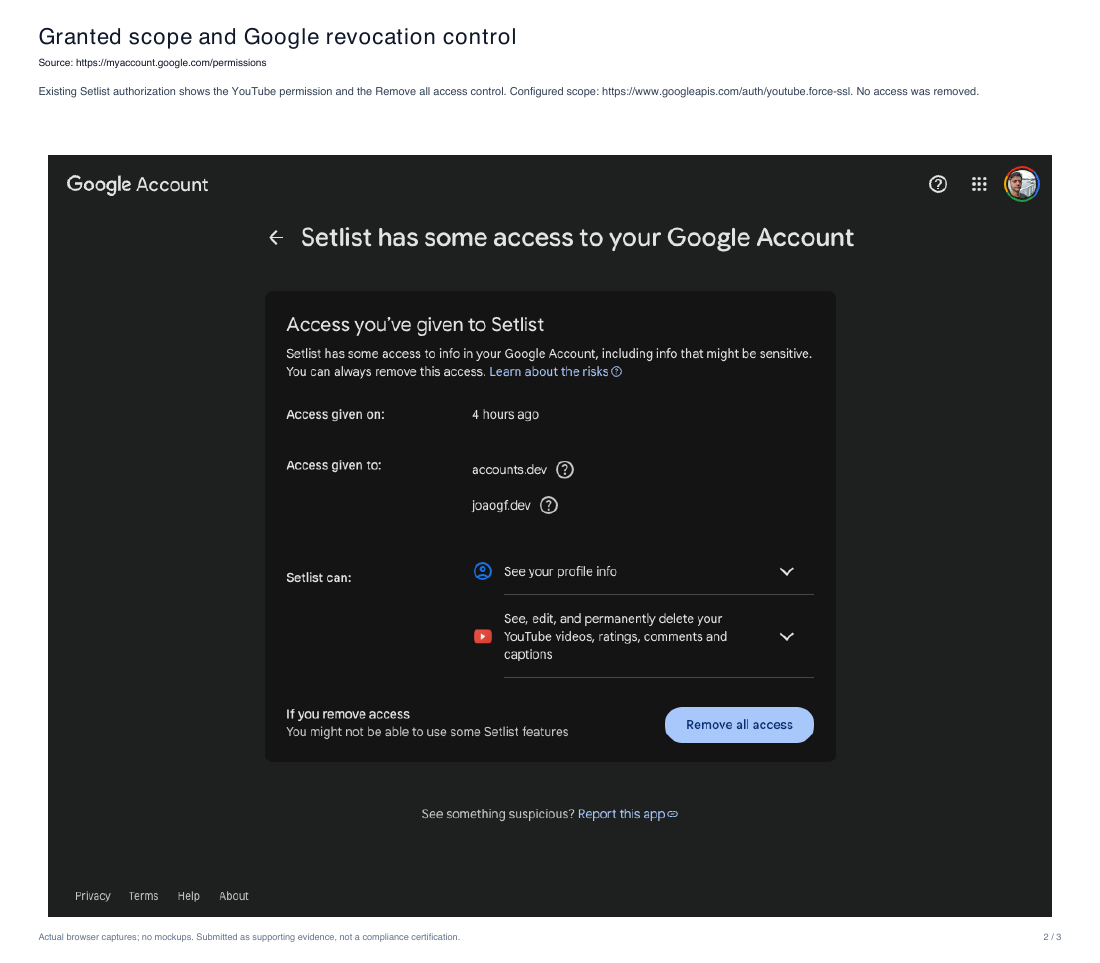 Granted scope and Google revocation control
Source: https://myaccount.google.com/permissions
Existing Setlist authorization shows the YouTube permission and the Remove all access control. Configured scope: https://www.googleapis.com/auth/youtube.force-ssl. No access was removed.
Google Account
Setlist has some access to your Google Account
Access you've given to Setlist
Setlist has some access to info in your Google Account, including info that might be sensitive.
You can always remove this access. Learn about the risks
Access given on: 4 hours ago
Access given to: accounts.dev
joaogf.dev
Setlist can: See your profile info
See, edit, and permanently delete your
YouTube videos, ratings, comments and
captions
If you remove access
You might not be able to use some Setlist features
Remove all access
See something suspicious? Report this app
Privacy Terms Help About
Actual browser captures; no mockups. Submitted as supporting evidence, not a compliance certification.
2 / 3